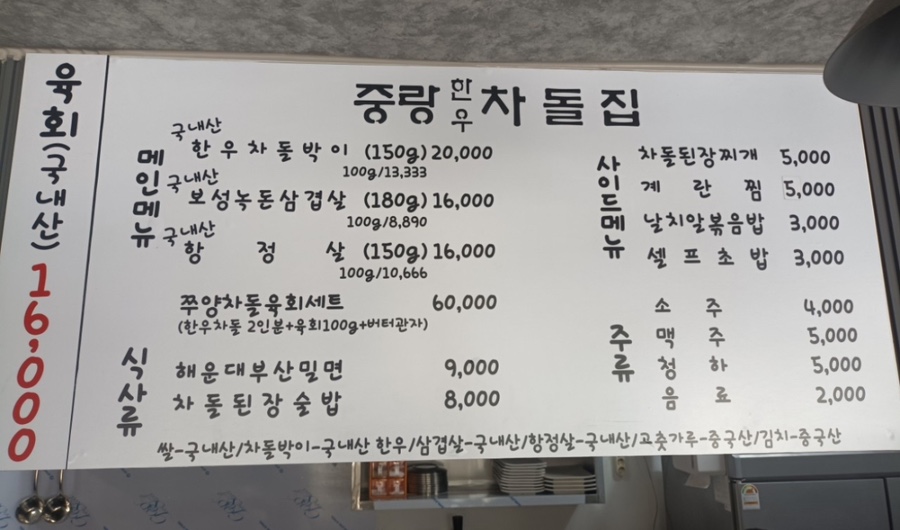 육회(국내산) 16,000
중랑한우차돌집
메인메뉴
국내산
한우차돌박이 (150g) 20,000
100g/13,333
국내산
보성녹돈삼겹살 (180g) 16,000
100g/8,890
국내산
항정살 (150g) 16,000
100g/10,666
쭈양차돌육회세트 60,000
(한우차돌 2인분+육회100g+버터관자)
식사류
해운대부산밀면 9,000
차돌된장술밥 8,000
사이드메뉴
차돌된장찌개 5,000
계란찜 5,000
날치알볶음밥 3,000
셀프초밥 3,000
주류
소주 4,000
맥주 5,000
청하 5,000
음료 2,000
쌀-국내산/차돌박이-국내산 한우/삼겹살-국내산/항정살-국내산/고춧가루-중국산/김치-중국산